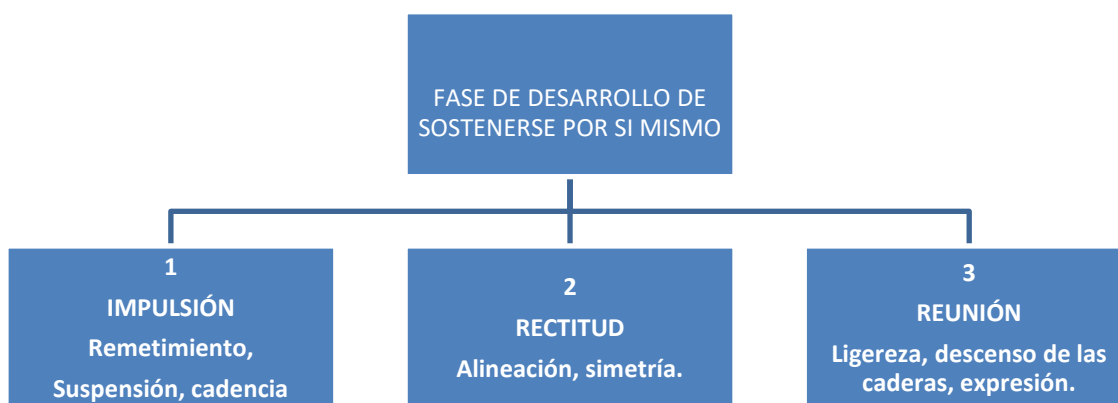 FASE DE DESARROLLO DE
SOSTENERSE POR SI MISMO
1
IMPULSIÓN
Remetimiento,
Suspensión, cadencia
2
RECTITUD
Alineación, simetría.
3
REUNIÓN
Ligereza, descenso de las
caderas, expresión.